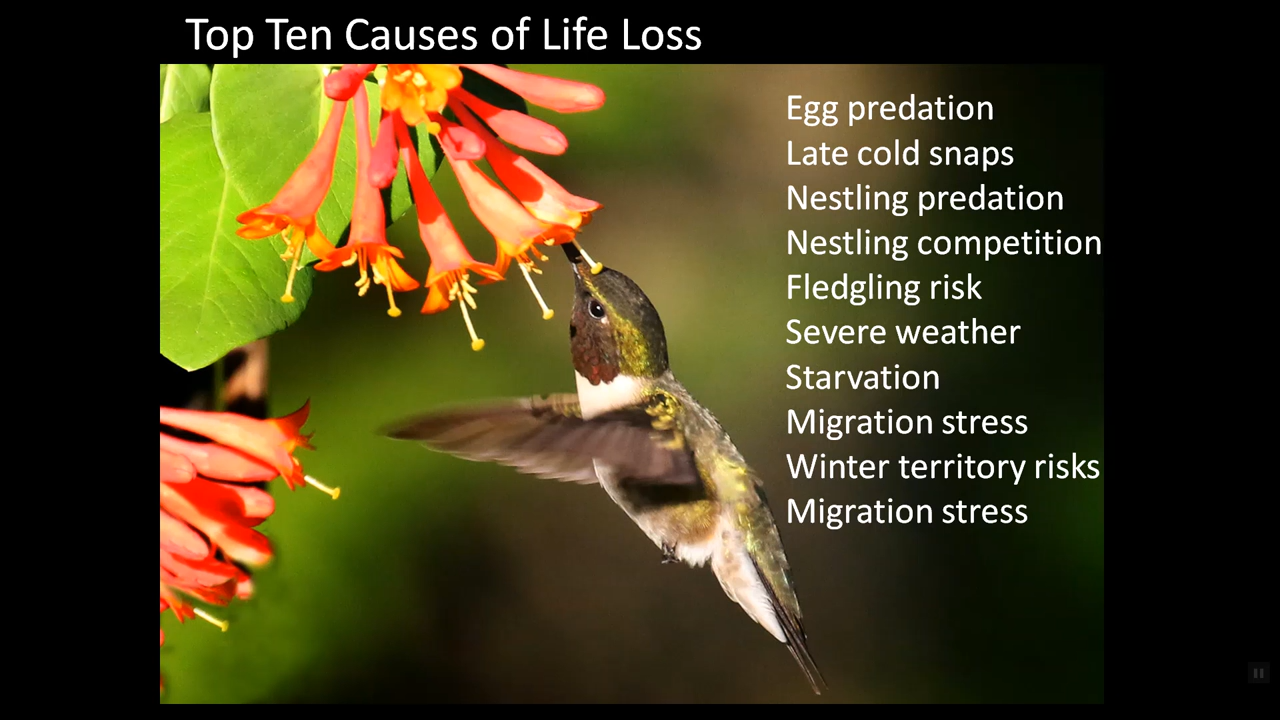 Top Ten Causes of Life Loss
Egg predation
Late cold snaps
Nestling predation
Nestling competition
Fledgling risk
Severe weather
Starvation
Migration stress
Winter territory risks
Migration stress